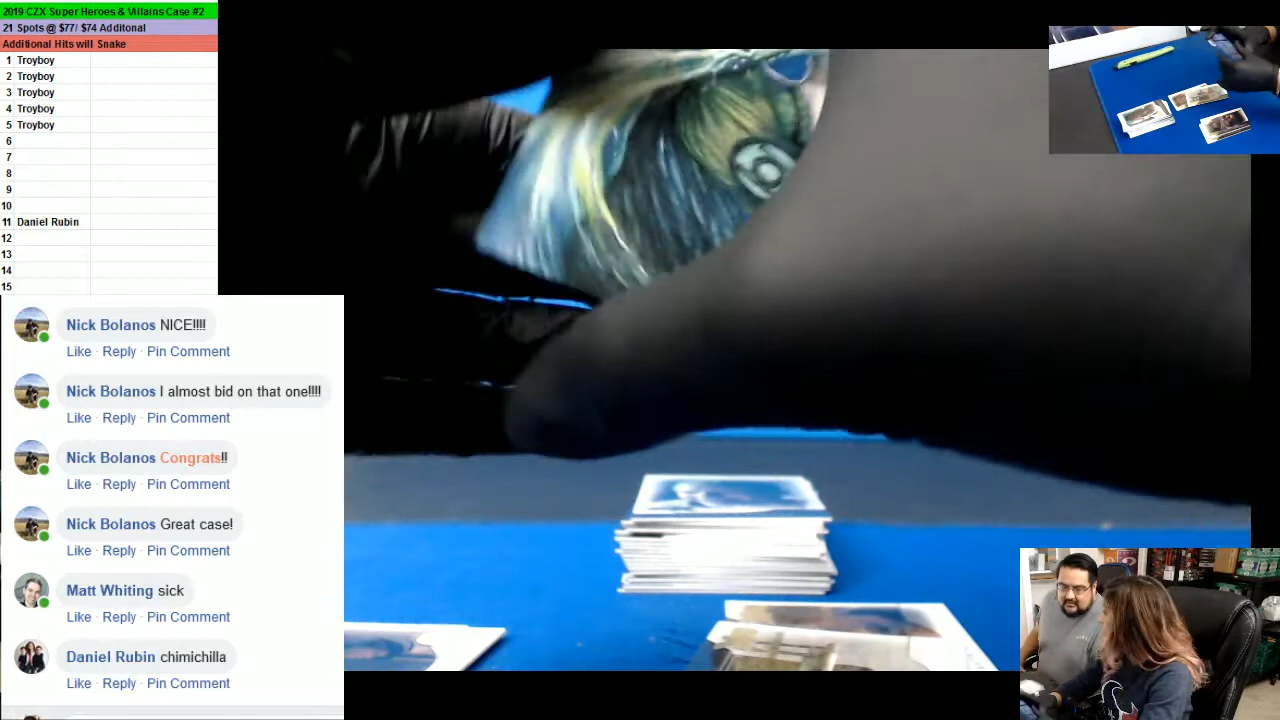 2019 CZX Super Heroes & Villains Case #2
21 Spots @ $77/ $74 Additonal
Additional Hits will Snake
1 Troyboy
2 Troyboy
3 Troyboy
4 Troyboy
5 Troyboy
6
7
8
9
10
11 Daniel Rubin
12
13
14
15
Nick Bolanos NICE!!!!
Like · Reply · Pin Comment
Nick Bolanos I almost bid on that one!!!!
Like · Reply · Pin Comment
Nick Bolanos Congrats!!
Like · Reply · Pin Comment
Nick Bolanos Great case!
Like · Reply · Pin Comment
Matt Whiting sick
Like · Reply · Pin Comment
Daniel Rubin chimichilla
Like · Reply · Pin Comment